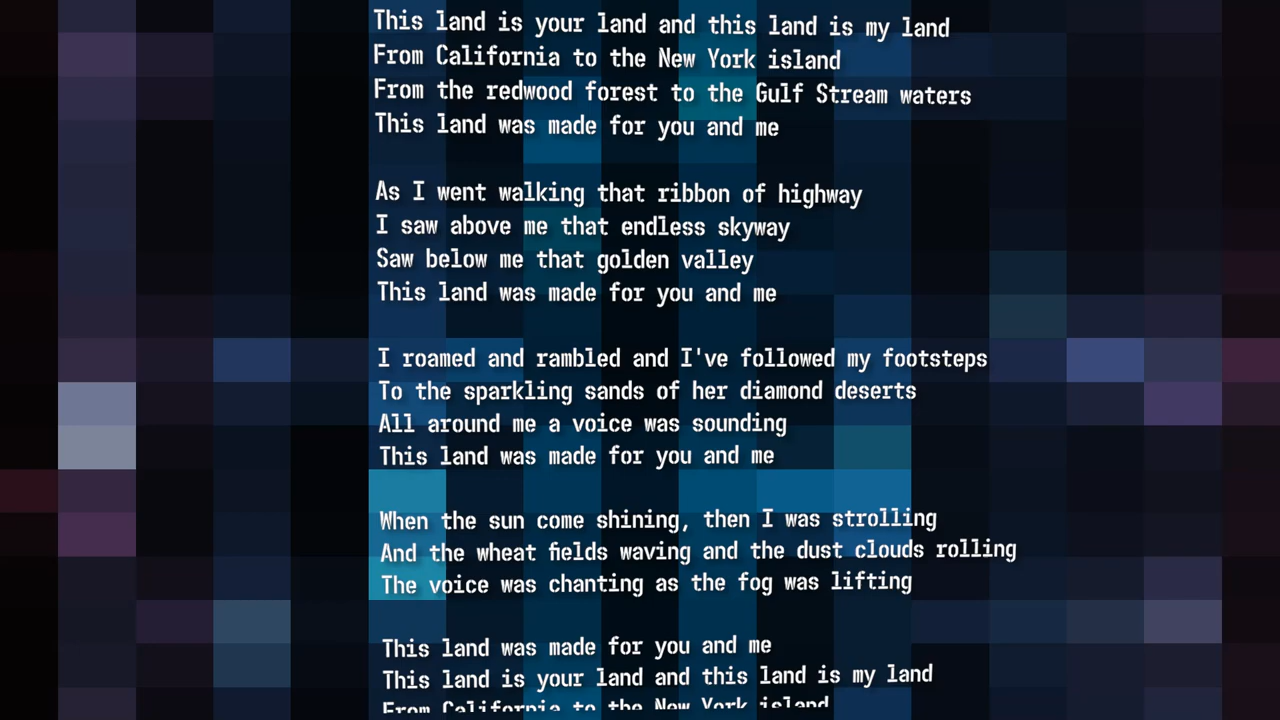 This land is your land and this land is my land
From California to the New York island
From the redwood forest to the Gulf Stream waters
This land was made for you and me
As I went walking that ribbon of highway
I saw above me that endless skyway
Saw below me that golden valley
This land was made for you and me
I roamed and rambled and I've followed my footsteps
To the sparkling sands of her diamond deserts
All around me a voice was sounding
This land was made for you and me
When the sun come shining, then I was strolling
And the wheat fields waving and the dust clouds rolling
The voice was chanting as the fog was lifting
This land was made for you and me
This land is your land and this land is my land
From California to the New York island